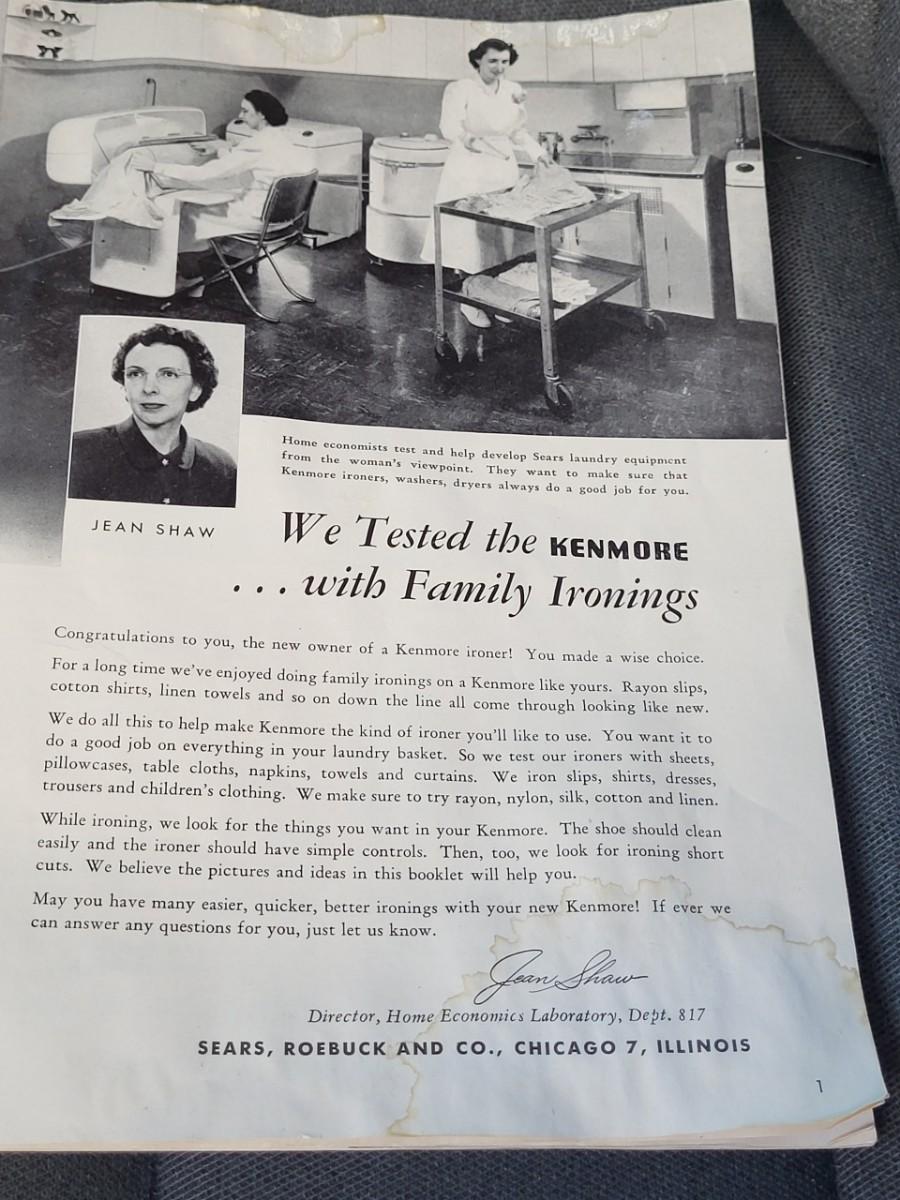 Home economists test and help develop Sears laundry equipment
from the woman's viewpoint. They want to make sure that
Kenmore ironers, washers, dryers always do a good job for you.
JEAN SHAW
We Tested the KENMORE
... with Family Ironings
Congratulations to you, the new owner of a Kenmore ironer! You made a wise choice.
For a long time we've enjoyed doing family ironings on a Kenmore like yours. Rayon slips,
cotton shirts, linen towels and so on down the line all come through looking like new.
We do all this to help make Kenmore the kind of ironer you'll like to use. You want it to
do a good job on everything in your laundry basket. So we test our ironers with sheets,
pillowcases, table cloths, napkins, towels and curtains. We iron slips, shirts, dresses,
trousers and children's clothing. We make sure to try rayon, nylon, silk, cotton and linen.
While ironing, we look for the things you want in your Kenmore. The shoe should clean
easily and the ironer should have simple controls. Then, too, we look for ironing short
cuts. We believe the pictures and ideas in this booklet will help you.
May you have many easier, quicker, better ironings with your new Kenmore! If ever we
can answer any questions for you, just let us know.
Jean Shaw
Director, Home Economics Laboratory, Dept. 817
SEARS, ROEBUCK AND CO., CHICAGO 7, ILLINOIS
1